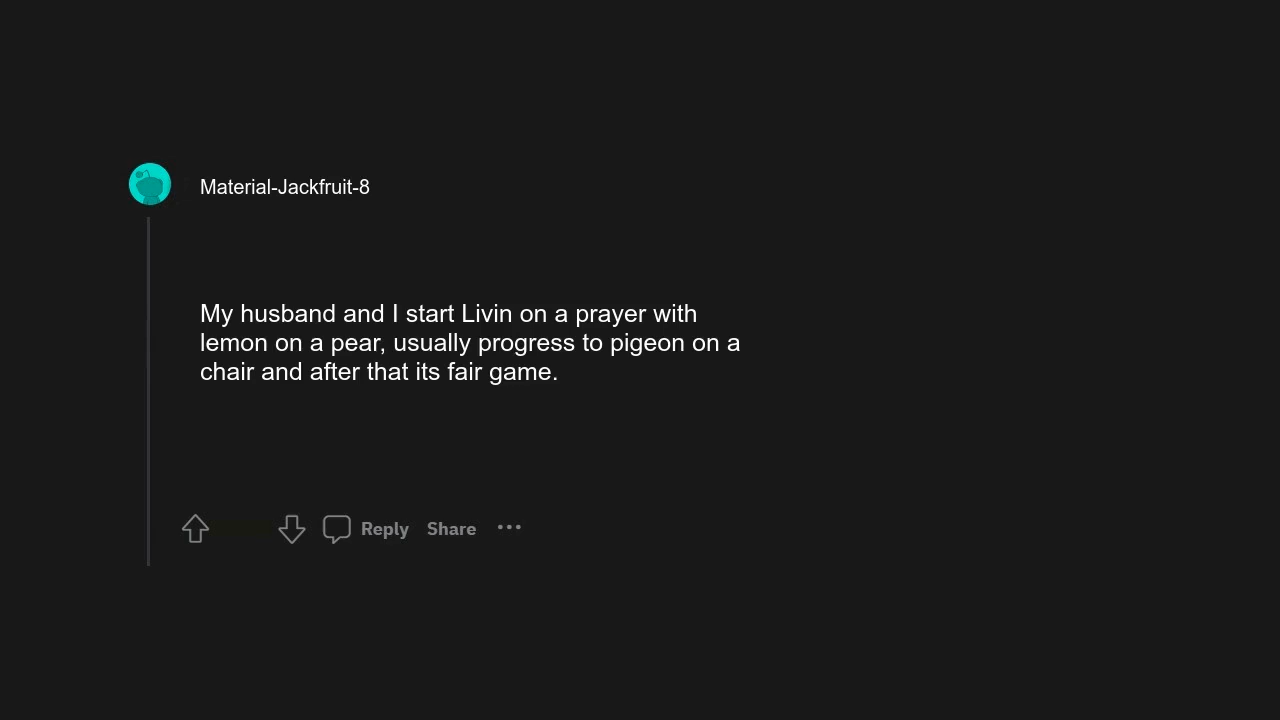 Material-Jackfruit-8
My husband and I start Livin on a prayer with
lemon on a pear, usually progress to pigeon on a
chair and after that its fair game.
Reply Share